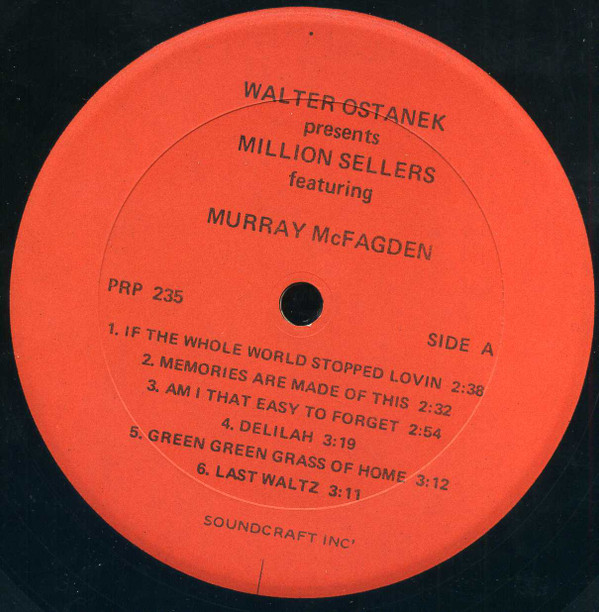 WALTER OSTANEK
presents
MILLION SELLERS
featuring
MURRAY McFAGDEN
PRP 235
SIDE A
1. IF THE WHOLE WORLD STOPPED LOVIN 2:38
2. MEMORIES ARE MADE OF THIS 2:32
3. AM I THAT EASY TO FORGET 2:54
4. DELILAH 3:19
5. GREEN GREEN GRASS OF HOME 3:12
6. LAST WALTZ 3:11
SOUNDCRAFT INC'